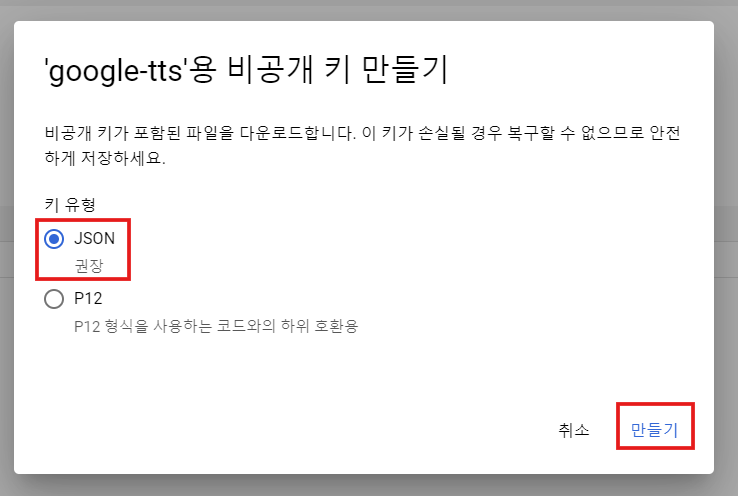 'google-tts'용 비공개 키 만들기
비공개 키가 포함된 파일을 다운로드합니다. 이 키가 손실될 경우 복구할 수 없으므로 안전
하게 저장하세요.
키 유형
JSON
권장
P12
P12 형식을 사용하는 코드와의 하위 호환용
취소
만들기